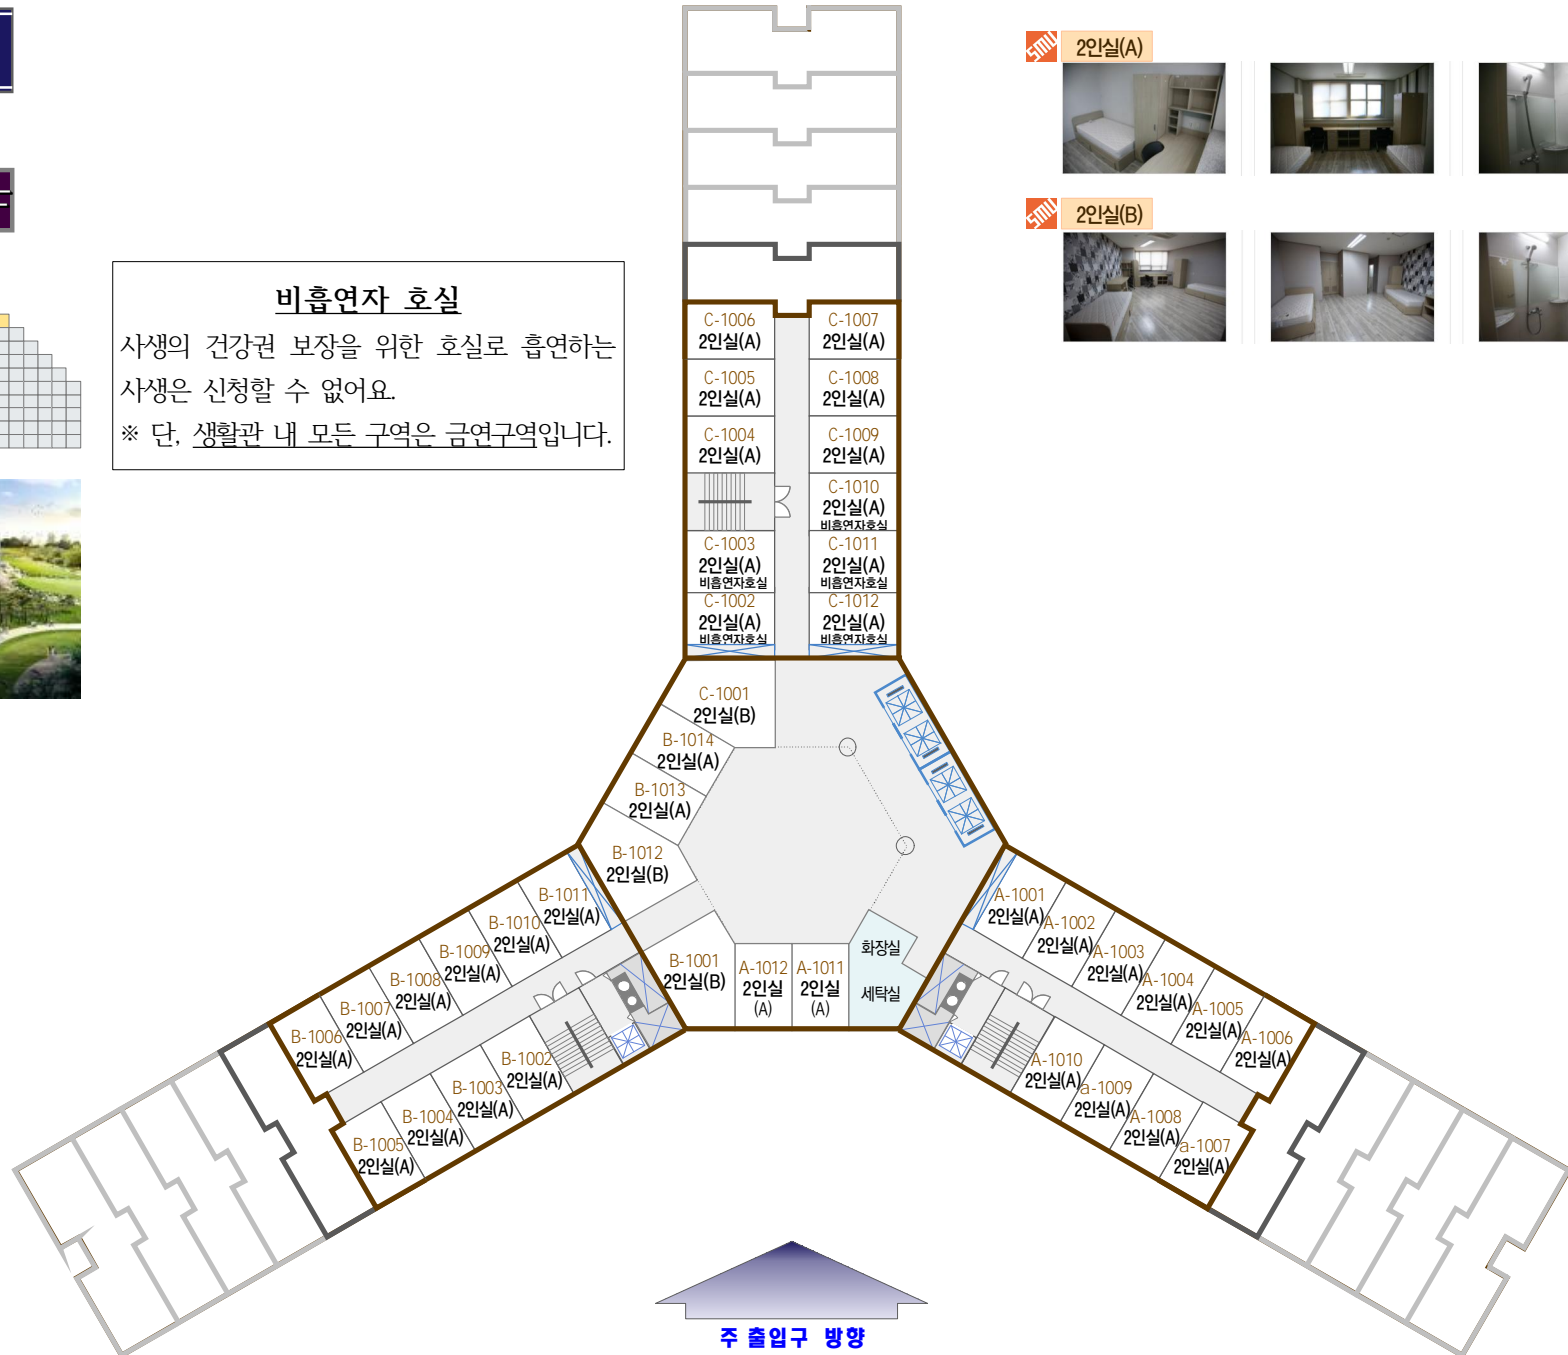 SMU 2인실(A)
SMU 2인실(B)
비흡연자 호실
사생의 건강권 보장을 위한 호실로 흡연하는
사생은 신청할 수 없어요.
※ 단, 생활관 내 모든 구역은 금연구역입니다.
C-1006
2인실(A)
C-1007
2인실(A)
C-1005
2인실(A)
C-1008
2인실(A)
C-1004
2인실(A)
C-1009
2인실(A)
C-1010
2인실(A)
비흡연자호실
C-1003
2인실(A)
비흡연자호실
C-1011
2인실(A)
비흡연자호실
C-1002
2인실(A)
비흡연자호실
C-1012
2인실(A)
비흡연자호실
C-1001
2인실(B)
B-1014
2인실(A)
B-1013
2인실(A)
B-1012
2인실(B)
B-1011
2인실(A)
B-1010
2인실(A)
B-1009
2인실(A)
B-1008
2인실(A)
B-1007
2인실(A)
B-1006
2인실(A)
B-1001
2인실(B)
B-1002
2인실(A)
B-1003
2인실(A)
B-1004
2인실(A)
B-1005
2인실(A)
A-1012
2인실
(A)
A-1011
2인실
(A)
화장실
세탁실
A-1001
2인실(A)
A-1002
2인실(A)
A-1003
2인실(A)
A-1004
2인실(A)
A-1005
2인실(A)
A-1006
2인실(A)
A-1010
2인실(A)
a-1009
2인실(A)
A-1008
2인실(A)
a-1007
2인실(A)
주 출입구 방향